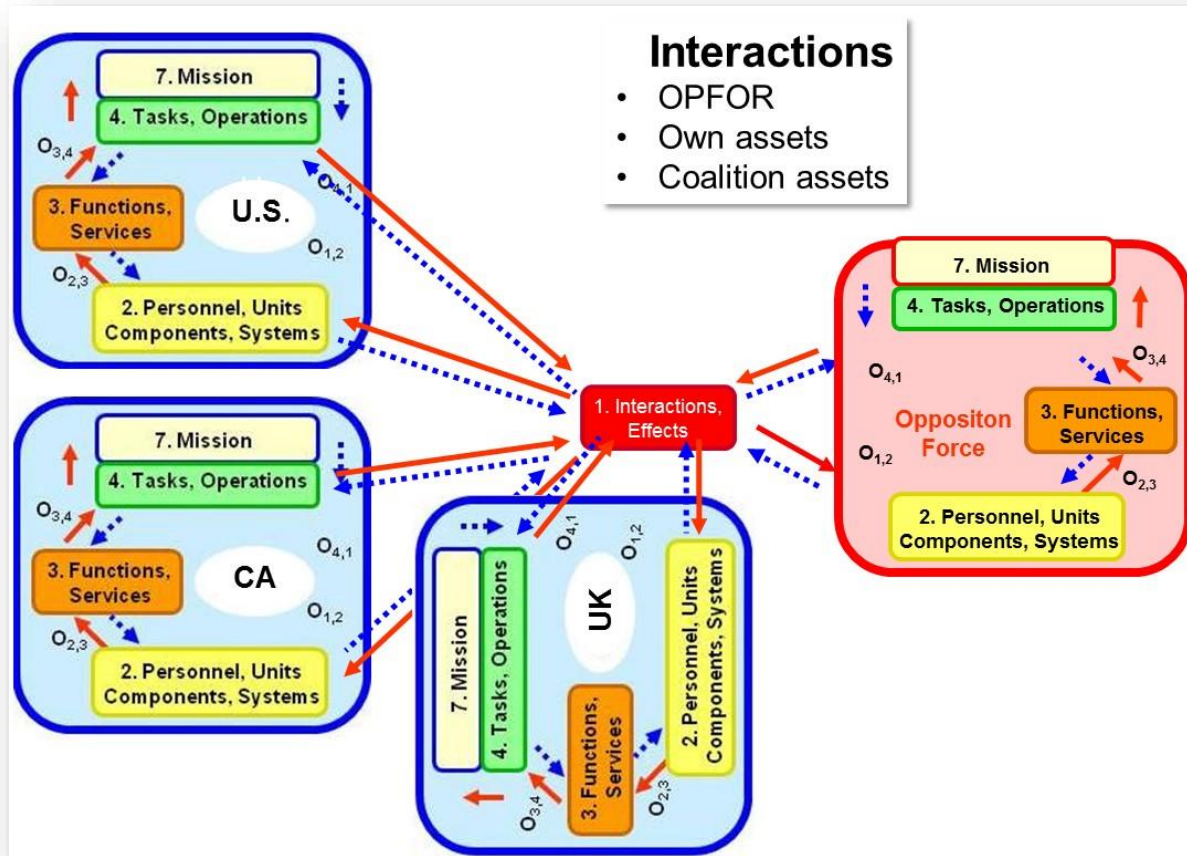 Interactions
• OPFOR
• Own assets
• Coalition assets
7. Mission
4. Tasks, Operations
O3,4
O4,1
3. Functions,
Services
U.S.
O1,2
O2,3
2. Personnel, Units
Components, Systems
7. Mission
4. Tasks, Operations
O3,4
O4,1
3. Functions,
Services
CA
O1,2
O2,3
2. Personnel, Units
Components, Systems
1. Interactions,
Effects
7. Mission
4. Tasks, Operations
O4,1
O1,2
UK
3. Functions,
Services
2. Personnel, Units
Components, Systems
O3,4
O2,3
7. Mission
4. Tasks, Operations
O3,4
O4,1
Oppositon
Force
3. Functions,
Services
O1,2
O2,3
2. Personnel, Units
Components, Systems